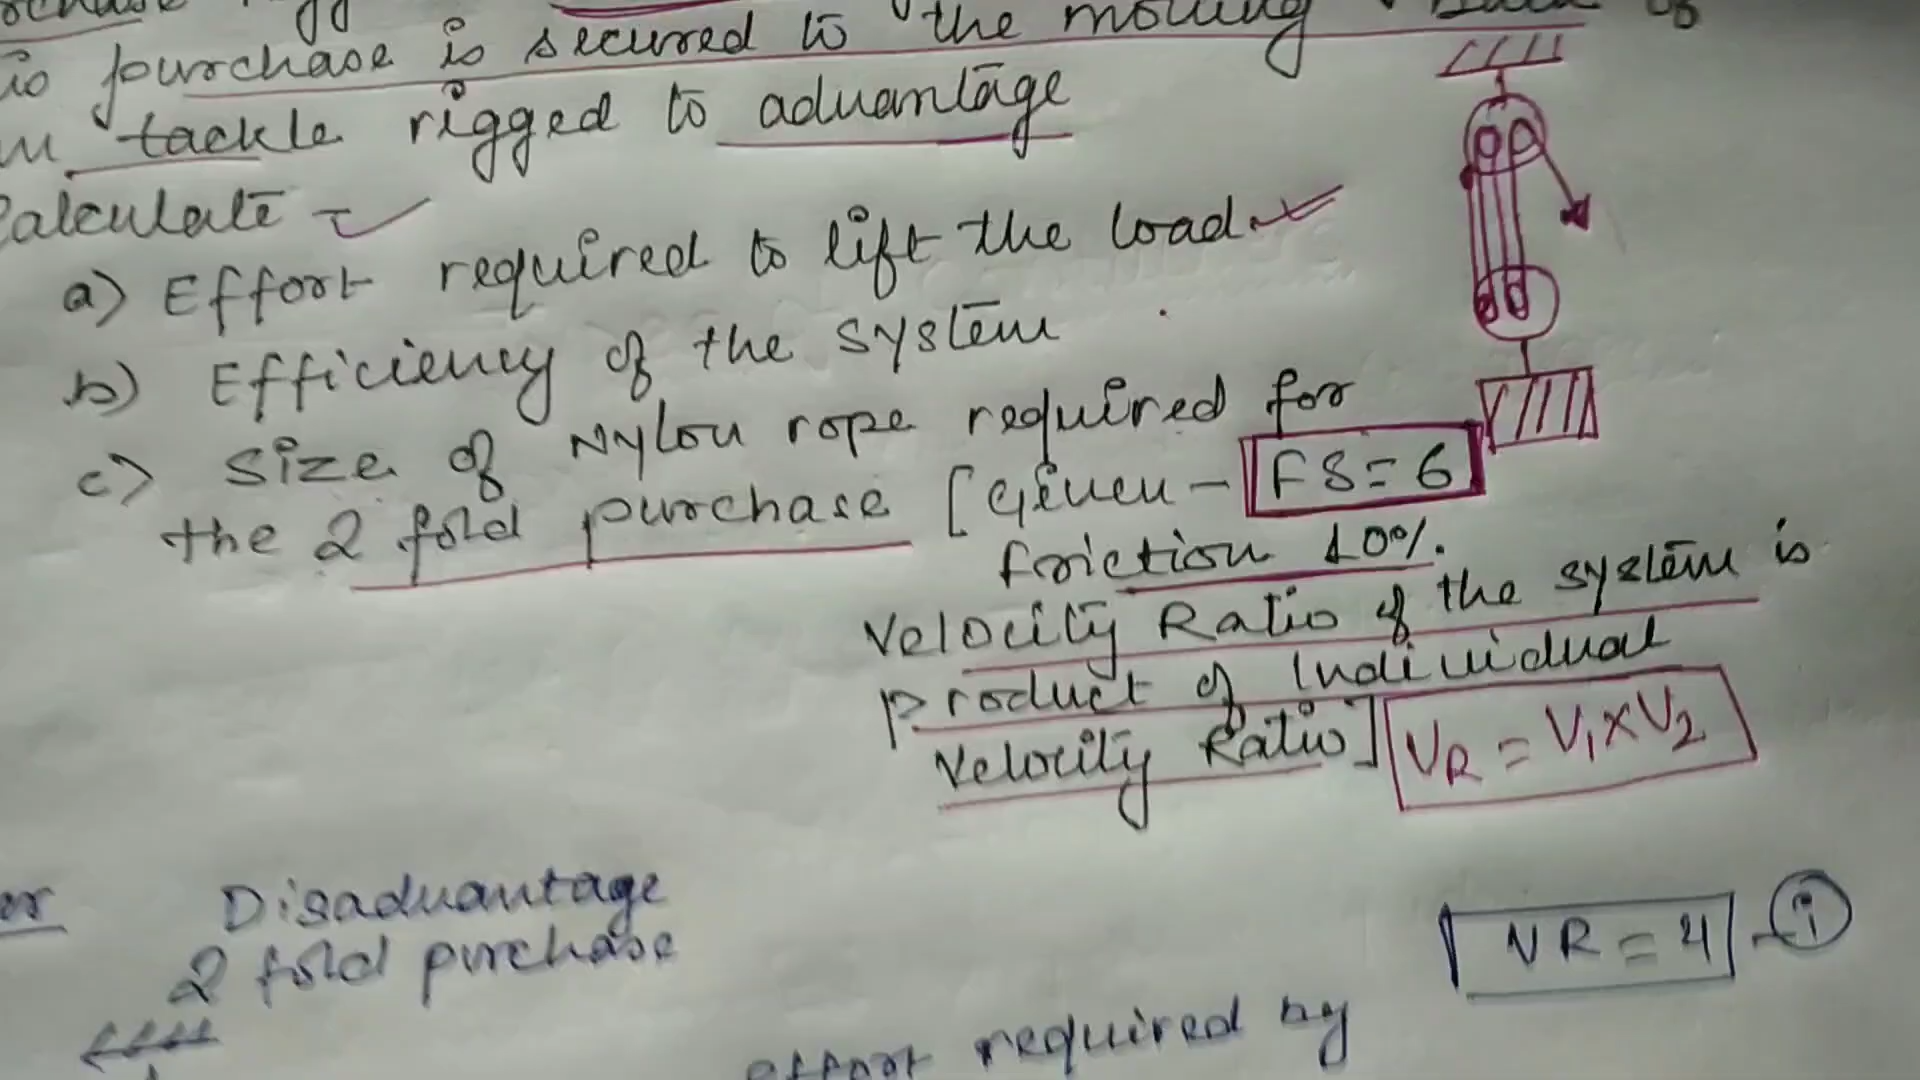 is purchase is secured to the moving
tackle rigged to advantage
Calculate -
a) Effort required to lift the load.
b) Efficiency of the system
c) Size of Nylon rope required for
the 2 fold purchase [Given - FS = 6
friction 10%.
Velocity Ratio of the system is
product of Individual
Velocity Ratio] VR = V1 x V2
Disadvantage
2 fold purchase
VR = 4 - i
effort required by